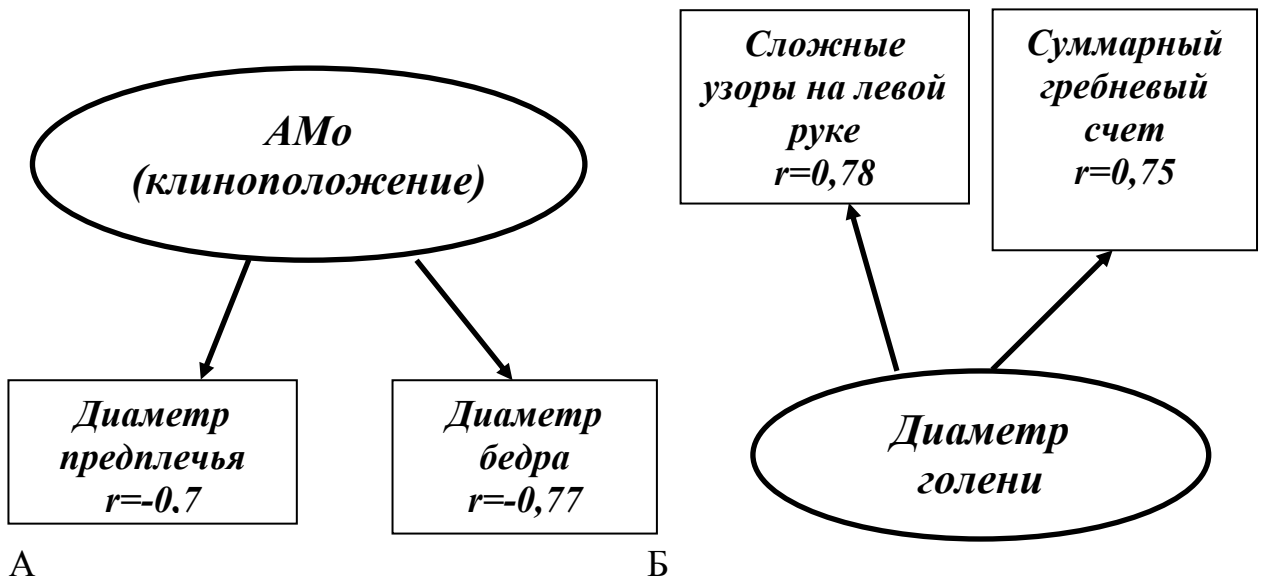 АМо
(клиноположение)
Диаметр
предплечья
r=-0,7
Диаметр
бедра
r=-0,77
А
Сложные
узоры на левой
руке
r=0,78
Суммарный
гребневый
счет
r=0,75
Диаметр
голени
Б